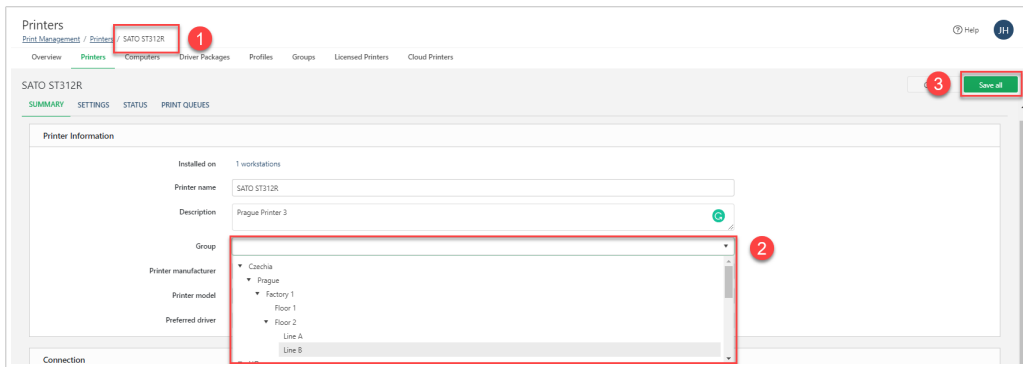 Printers
Print Management / Printers / SATO ST312R
1
Help
JH
Overview Printers Computers Driver Packages Profiles Groups Licensed Printers Cloud Printers
SATO ST312R
3
Save all
SUMMARY SETTINGS STATUS PRINT QUEUES
Printer Information
Installed on 1 workstations
Printer name SATO ST312R
Description Prague Printer 3
Group
2
Czechia
Printer manufacturer
Prague
Printer model
Factory 1
Floor 1
Preferred driver
Floor 2
Line A
Line B
Connection